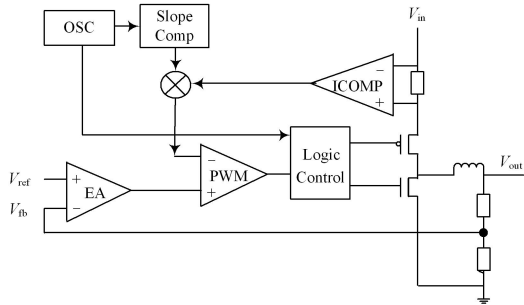 OSC
Slope
Comp
V_in
ICOMP
−
+
Logic
Control
−
+
PWM
V_ref
V_fb
+
−
EA
V_out